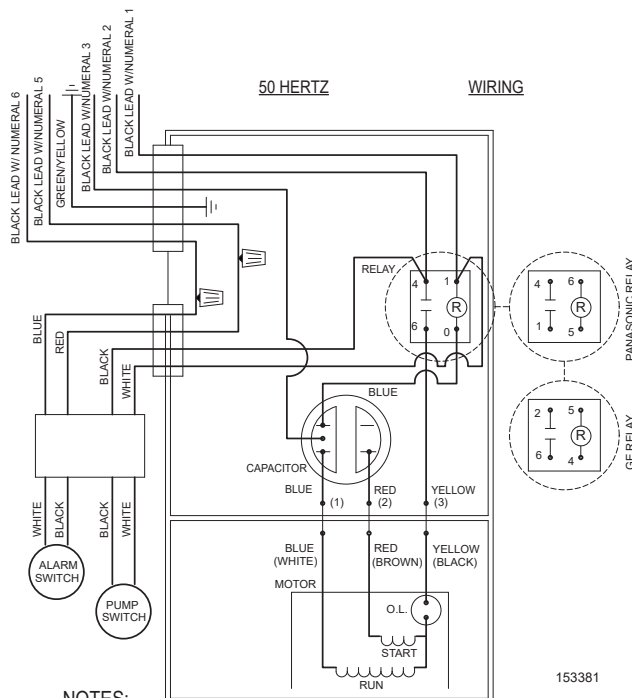 50 HERTZ
WIRING
BLACK LEAD W/ NUMERAL 6
BLACK LEAD W/NUMERAL 5
GREEN/YELLOW
BLACK LEAD W/NUMERAL 3
BLACK LEAD W/NUMERAL 2
BLACK LEAD W/NUMERAL 1
RELAY
4 1
R
6 0
4 6
R
1 5
PANASONIC RELAY
2 5
R
6 4
GE RELAY
BLUE
RED
BLACK
WHITE
BLUE
CAPACITOR
BLUE
RED
YELLOW
(1)
(2)
(3)
WHITE
BLACK
BLACK
WHITE
ALARM
SWITCH
PUMP
SWITCH
BLUE
(WHITE)
RED
(BROWN)
YELLOW
(BLACK)
MOTOR
O.L.
START
RUN
153381
NOTES: